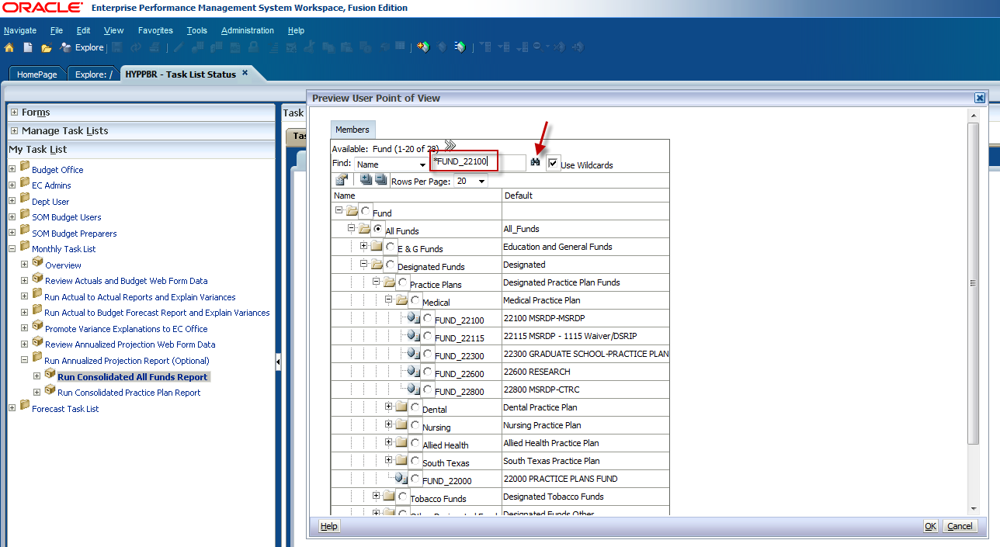 ORACLE® Enterprise Performance Management System Workspace, Fusion Edition
Navigate File Edit View Favorites Tools Administration Help
Explore
HomePage Explore: / HYPPBR - Task List Status ×
Forms
Manage Task Lists
My Task List
Budget Office
EC Admins
Dept User
SOM Budget Users
SOM Budget Preparers
Monthly Task List
Overview
Review Actuals and Budget Web Form Data
Run Actual to Actual Reports and Explain Variances
Run Actual to Budget Forecast Report and Explain Variances
Promote Variance Explanations to EC Office
Review Annualized Projection Web Form Data
Run Annualized Projection Report (Optional)
Run Consolidated All Funds Report
Run Consolidated Practice Plan Report
Forecast Task List
Task
Tas
Preview User Point of View
Members
Available: Fund (1-20 of 28)
Find: Name *FUND_22100 Use Wildcards
Rows Per Page: 20
Name Default
Fund
All Funds All_Funds
E & G Funds Education and General Funds
Designated Funds Designated
Practice Plans Designated Practice Plan Funds
Medical Medical Practice Plan
FUND_22100 22100 MSRDP-MSRDP
FUND_22115 22115 MSRDP - 1115 Waiver/DSRIP
FUND_22300 22300 GRADUATE SCHOOL-PRACTICE PLAN
FUND_22600 22600 RESEARCH
FUND_22800 22800 MSRDP-CTRC
Dental Dental Practice Plan
Nursing Nursing Practice Plan
Allied Health Allied Health Practice Plan
South Texas South Texas Practice Plan
FUND_22000 22000 PRACTICE PLANS FUND
Tobacco Funds Designated Tobacco Funds
Other Designated Fund Designated Funds Other
Help OK Cancel